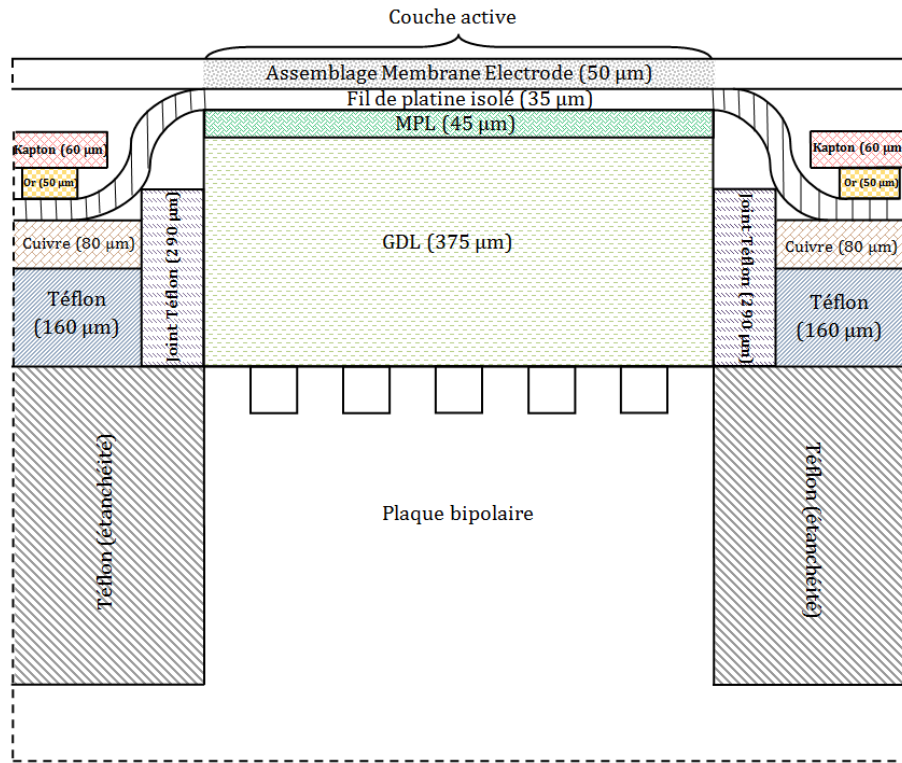 Couche active
Assemblage Membrane Electrode (50 µm)
Fil de platine isolé (35 µm)
MPL (45 µm)
Kapton (60 µm)
Kapton (60 µm
Or (50 µm)
Or (50 µm)
GDL (375 µm)
Cuivre (80 µm)
Cuivre (80 µm)
Joint Téflon (290 µm)
Joint Téflon (290 µm)
Téflon
(160 µm)
Téflon
(160 µm)
Plaque bipolaire
Téflon (étanchéité)
Téflon (étanchéité)